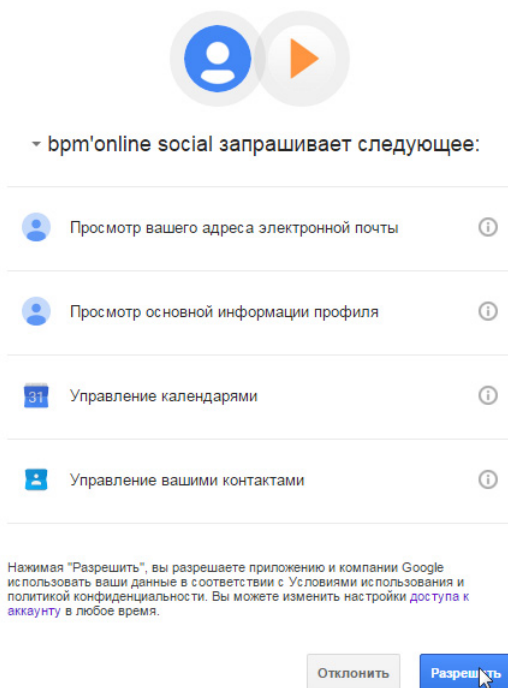 bpm'online social запрашивает следующее:
Просмотр вашего адреса электронной почты
Просмотр основной информации профиля
31
Управление календарями
Управление вашими контактами
Нажимая "Разрешить", вы разрешаете приложению и компании Google
использовать ваши данные в соответствии с Условиями использования и
политикой конфиденциальности. Вы можете изменить настройки доступа к
аккаунту в любое время.
Отклонить
Разрешить